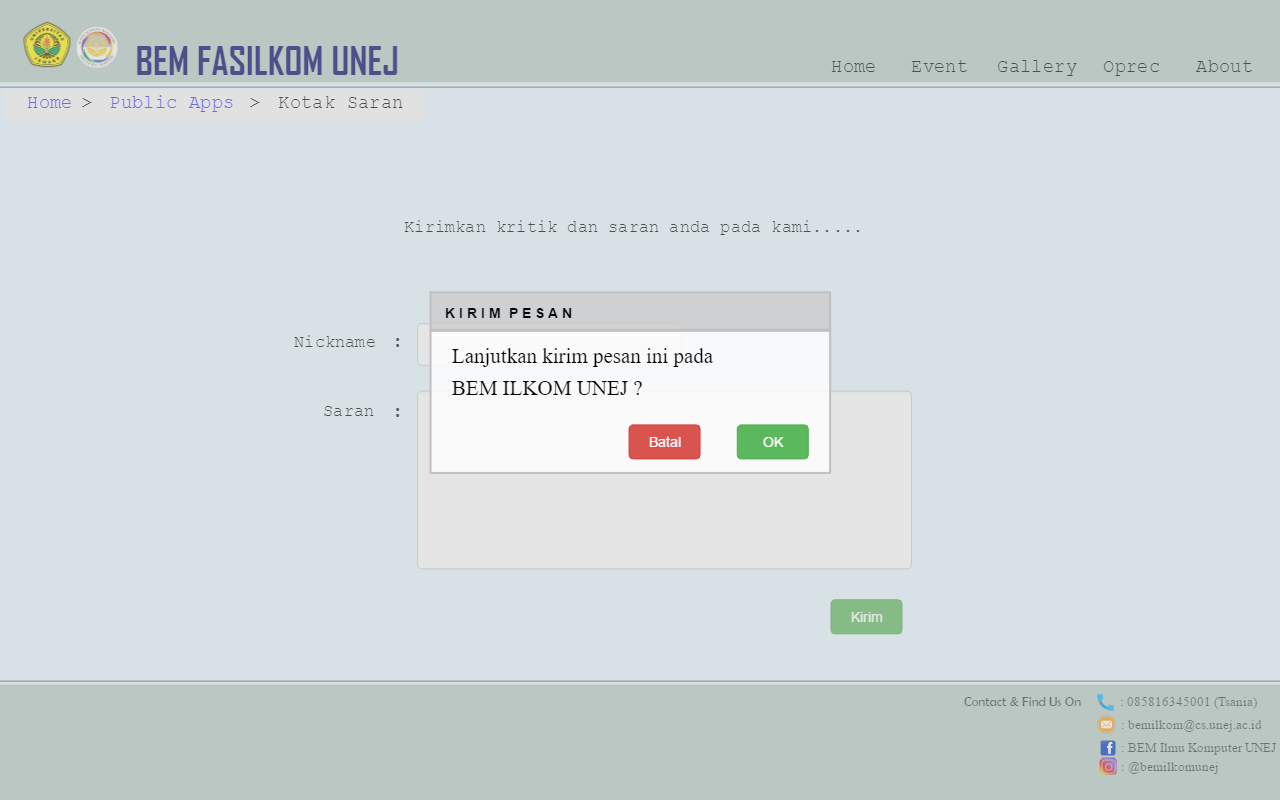 BEM FASILKOM UNEJ
Home Event Gallery Oprec About
Home > Public Apps > Kotak Saran
Kirimkan kritik dan saran anda pada kami.....
KIRIM PESAN
Nickname :
Lanjutkan kirim pesan ini pada
BEM ILKOM UNEJ ?
Saran :
Batal OK
Kirim
Contact & Find Us On : 085816345001 (Tsania)
: bemilkom@cs.unej.ac.id
: BEM Ilmu Komputer UNEJ
: @bemilkomunej